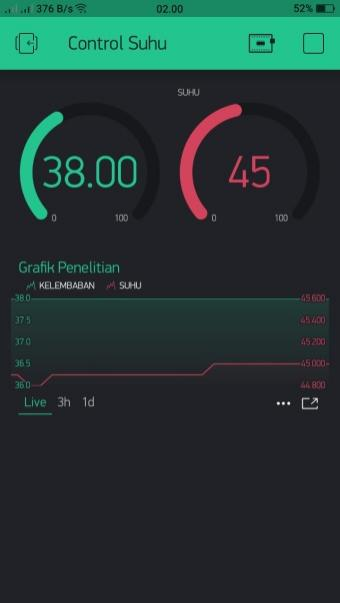 376 B/s 02.00 52%
Control Suhu
SUHU
38.00 45
0 100 0 100
Grafik Penelitian
KELEMBABAN SUHU
38.0 45.600
37.5 45.400
37.0 45.200
36.5 45.000
36.0 44.800
Live 3h 1d